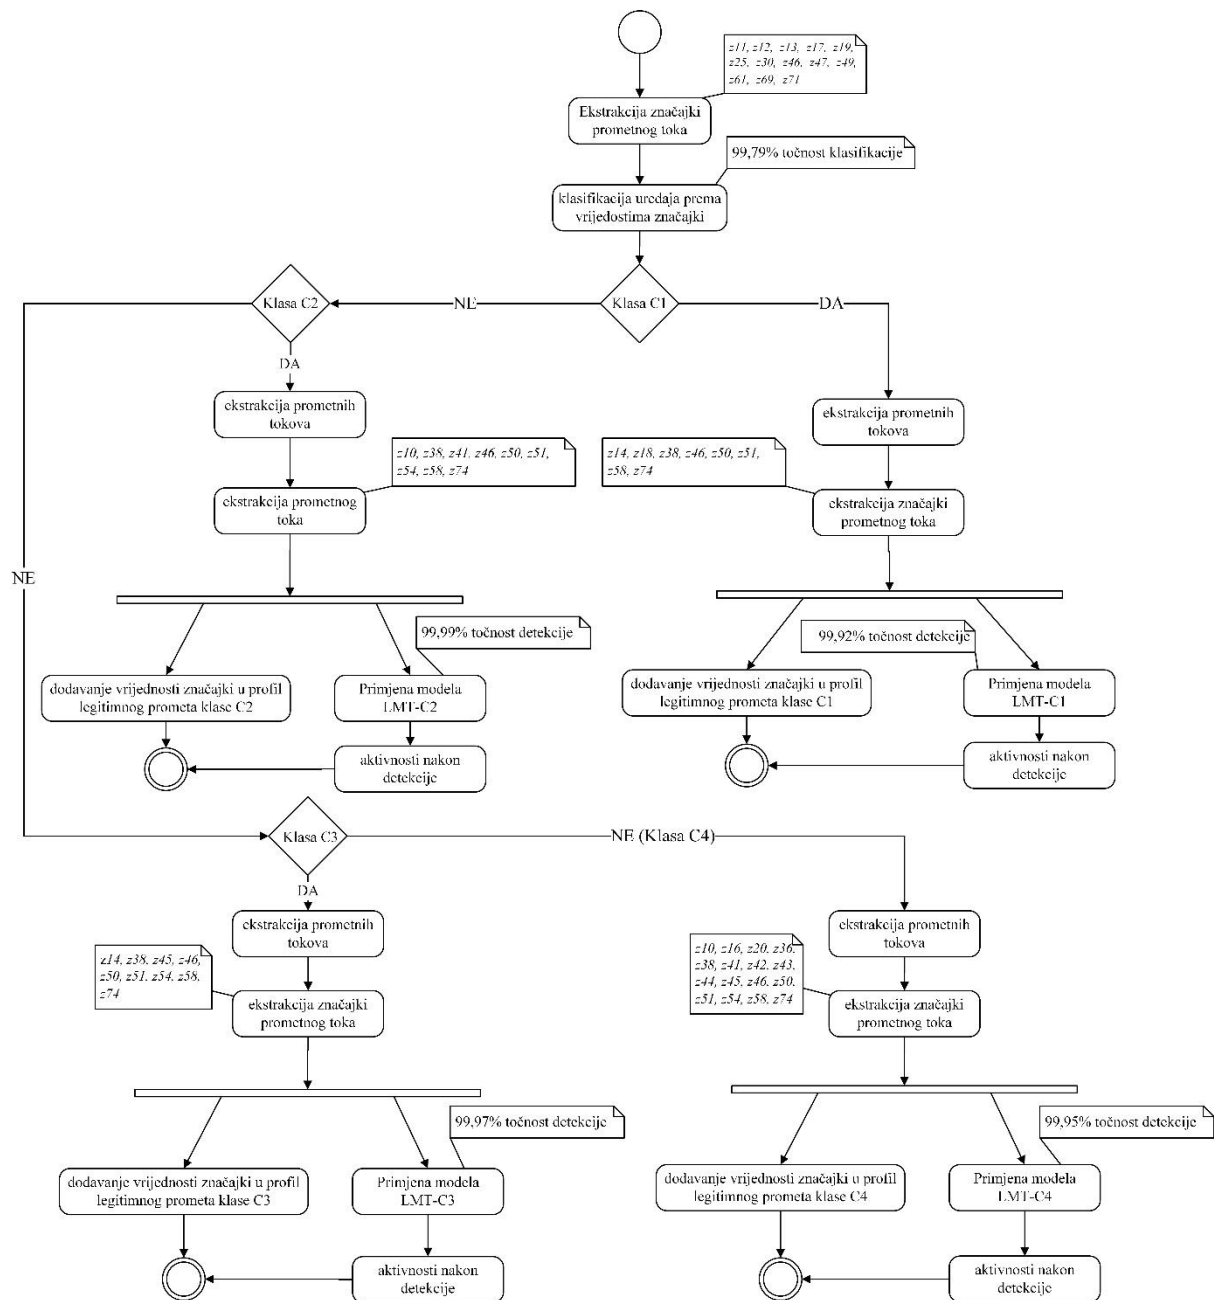 z11, z12, z13, z17, z19,
z25, z30, z46, z47, z49,
z61, z69, z71
Ekstrakcija značajki
prometnog toka
99,79% točnost klasifikacije
klasifikacija uređaja prema
vrijedostima značajki
Klasa C2
NE
Klasa C1
DA
DA
ekstrakcija prometnih
tokova
ekstrakcija prometnih
tokova
z10, z38, z41, z46, z50, z51,
z54, z58, z74
z14, z18, z38, z46, z50, z51,
z58, z74
ekstrakcija prometnog
toka
ekstrakcija značajki
prometnog toka
NE
99,99% točnost detekcije
99,92% točnost detekcije
dodavanje vrijednosti značajki u profil
legitimnog prometa klase C2
Primjena modela
LMT-C2
dodavanje vrijednosti značajki u profil
legitimnog prometa klase C1
Primjena modela
LMT-C1
aktivnosti nakon
detekcije
aktivnosti nakon
detekcije
Klasa C3
NE (Klasa C4)
DA
ekstrakcija prometnih
tokova
ekstrakcija prometnih
tokova
z14, z38, z45, z46,
z50, z51, z54, z58,
z74
z10, z16, z20, z36,
z38, z41, z42, z43,
z44, z45, z46, z50,
z51, z54, z58, z74
ekstrakcija značajki
prometnog toka
ekstrakcija značajki
prometnog toka
99,97% točnost detekcije
99,95% točnost detekcije
dodavanje vrijednosti značajki u profil
legitimnog prometa klase C3
Primjena modela
LMT-C3
dodavanje vrijednosti značajki u profil
legitimnog prometa klase C4
Primjena modela
LMT-C4
aktivnosti nakon
detekcije
aktivnosti nakon
detekcije